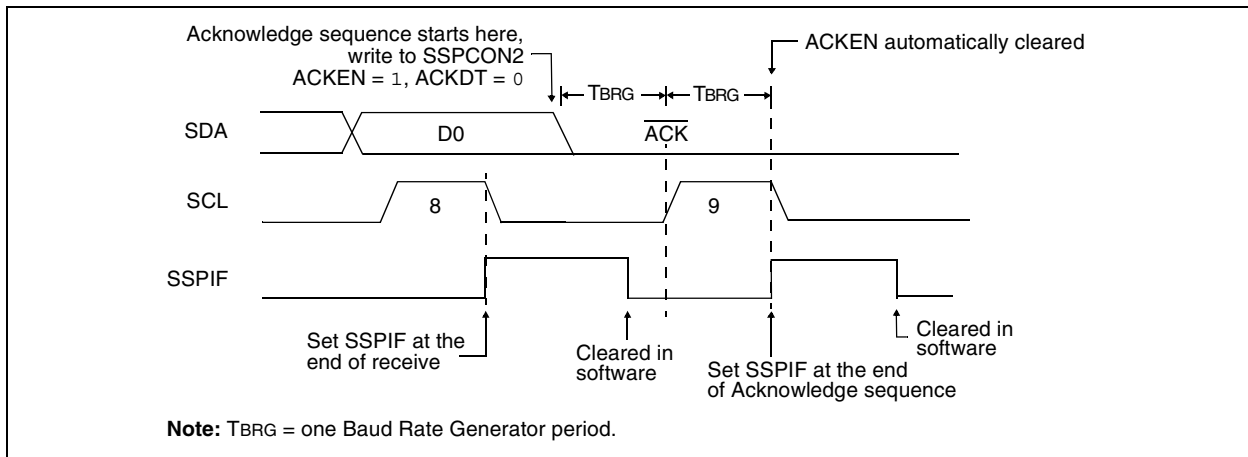 Acknowledge sequence starts here,
write to SSPCON2
ACKEN = 1, ACKDT = 0
ACKEN automatically cleared
TBRG
TBRG
SDA
D0
ACK
SCL
8
9
SSPIF
Set SSPIF at the
end of receive
Cleared in
software
Set SSPIF at the end
of Acknowledge sequence
Cleared in
software
Note: TBRG = one Baud Rate Generator period.